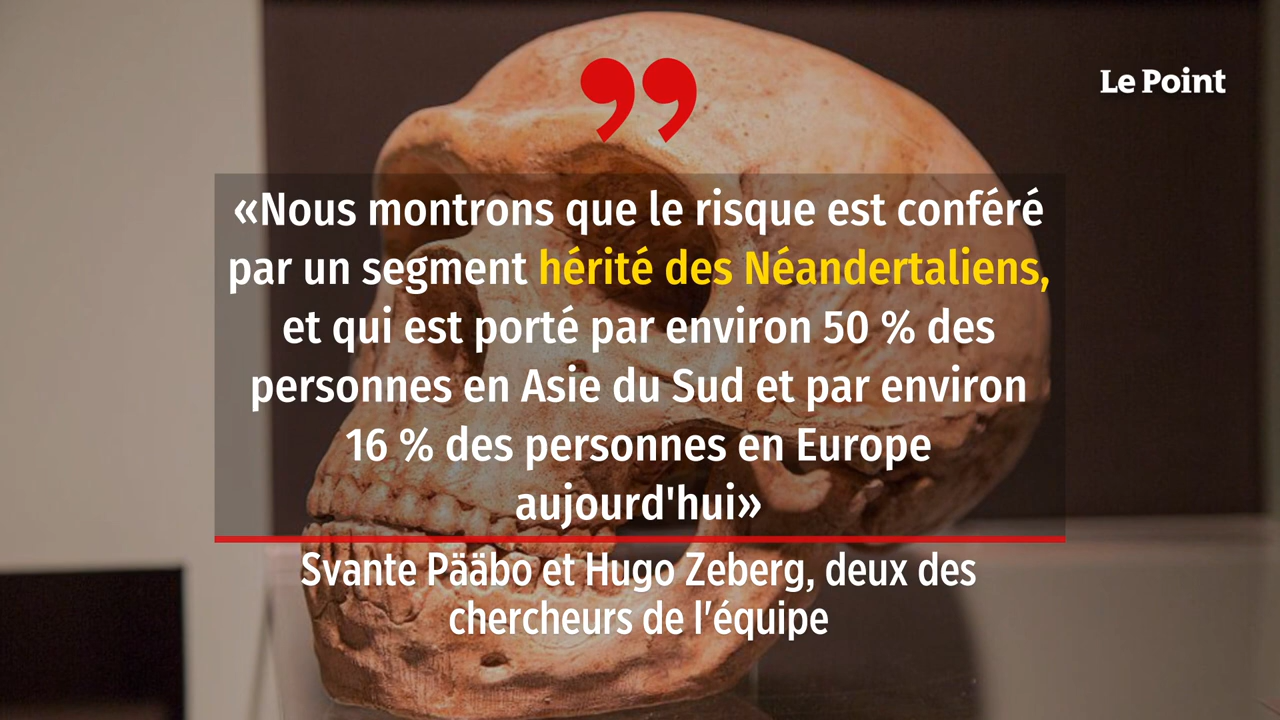 Le Point
”
«Nous montrons que le risque est conféré
par un segment hérité des Néandertaliens,
et qui est porté par environ 50 % des
personnes en Asie du Sud et par environ
16 % des personnes en Europe
aujourd'hui»
Svante Pääbo et Hugo Zeberg, deux des
chercheurs de l'équipe